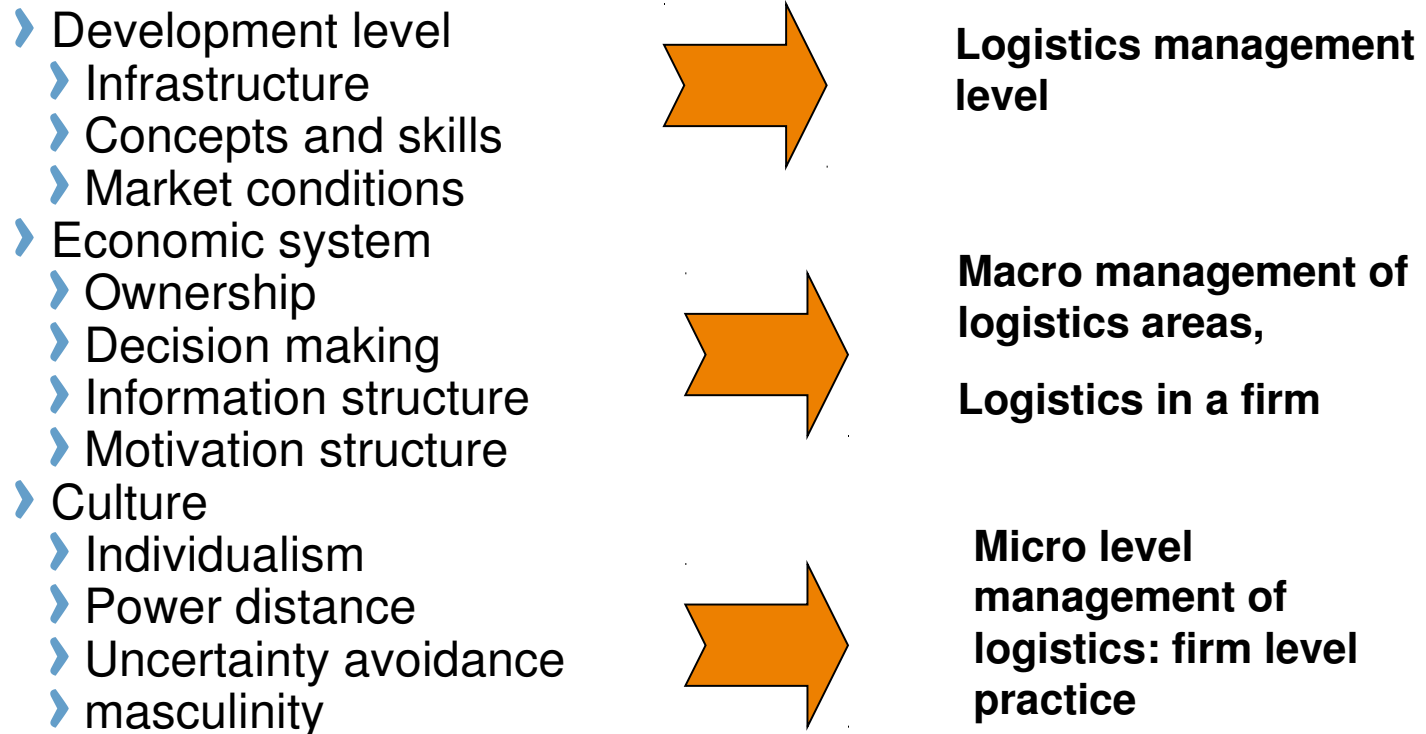 Development level
Infrastructure
Concepts and skills
Market conditions
Economic system
Ownership
Decision making
Information structure
Motivation structure
Culture
Individualism
Power distance
Uncertainty avoidance
masculinity
Logistics management
level
Macro management of
logistics areas,
Logistics in a firm
Micro level
management of
logistics: firm level
practice